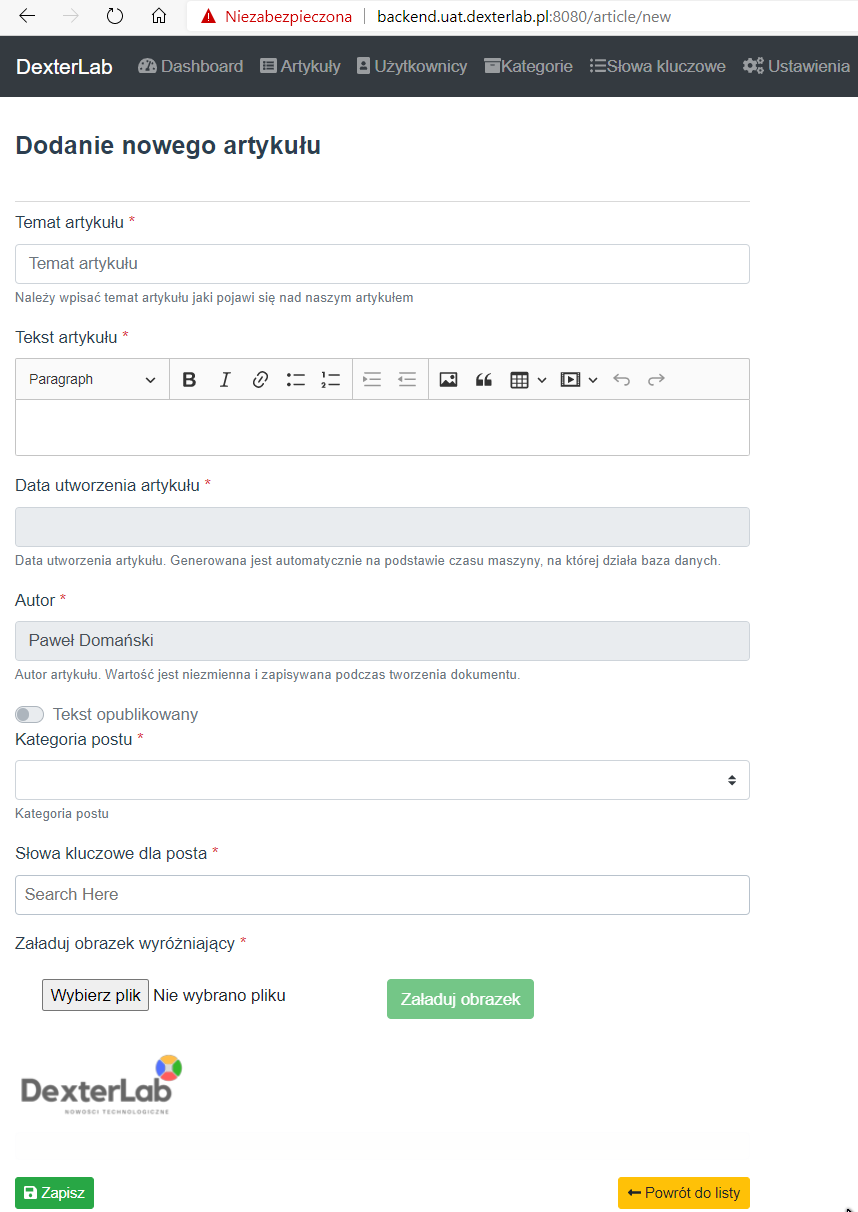 Niezabezpieczona | backend.uat.dexterlab.pl:8080/article/new
DexterLab Dashboard Artykuły Użytkownicy Kategorie Słowa kluczowe Ustawienia
Dodanie nowego artykułu
Temat artykułu *
Temat artykułu
Należy wpisać temat artykułu jaki pojawi się nad naszym artykułem
Tekst artykułu *
Paragraph B I
Data utworzenia artykułu *
Data utworzenia artykułu. Generowana jest automatycznie na podstawie czasu maszyny, na której działa baza danych.
Autor *
Paweł Domański
Autor artykułu. Wartość jest niezmienna i zapisywana podczas tworzenia dokumentu.
Tekst opublikowany
Kategoria postu *
Kategoria postu
Słowa kluczowe dla posta *
Search Here
Załaduj obrazek wyróżniający *
Wybierz plik Nie wybrano pliku Załaduj obrazek
DexterLab
NOWOŚCI TECHNOLOGICZNE
Zapisz Powrót do listy